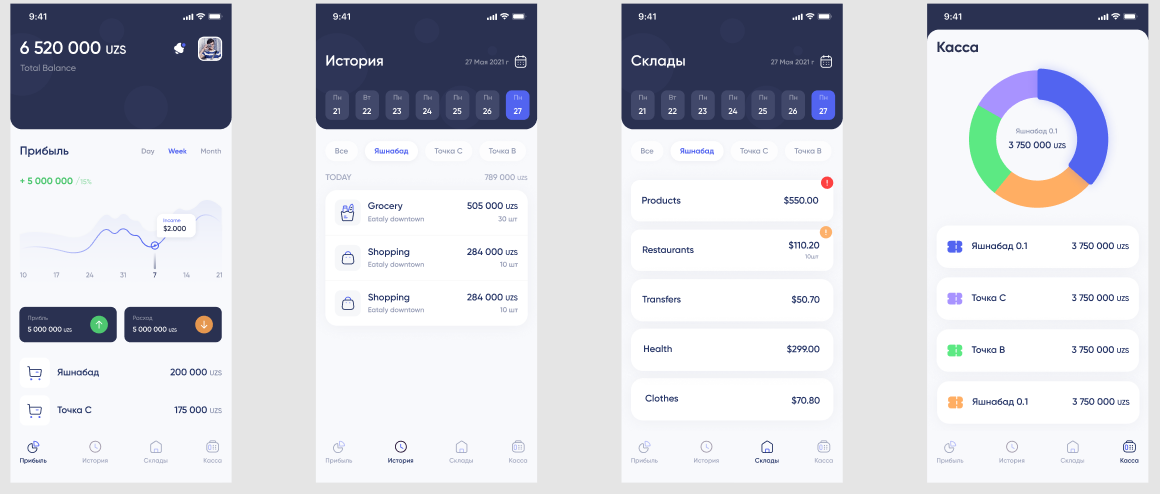 9:41
6 520 000 UZS
Total Balance
Прибыль
Day Week Month
+ 5 000 000 /15%
Income
$2.000
10 17 24 31 7 14 21
Прибль
5 000 000 UZS
Расход
5 000 000 UZS
Яшнабад 200 000 UZS
Точка С 175 000 UZS
Прибыль История Склады Касса
9:41
История
27 Мая 2021 г
Пн Вт Пн Пн Пн Пн Пн
21 22 23 24 25 26 27
Все Яшнабад Точка С Точка В
TODAY 789 000 UZS
Grocery 505 000 UZS
Eataly downtown 30 шт
Shopping 284 000 UZS
Eataly downtown 10 шт
Shopping 284 000 UZS
Eataly downtown 10 шт
Прибыль История Склады Касса
9:41
Склады
27 Мая 2021 г
Пн Вт Пн Пн Пн Пн Пн
21 22 23 24 25 26 27
Все Яшнабад Точка С Точка В
!
Products $550.00
!
Restaurants $110.20
10шт
Transfers $50.70
Health $299.00
Clothes $70.80
Прибыль История Склады Касса
9:41
Касса
Яшнабад 0.1
3 750 000 UZS
Яшнабад 0.1 3 750 000 UZS
Точка С 3 750 000 UZS
Точка В 3 750 000 UZS
Яшнабад 0.1 3 750 000 UZS
Прибыль История Склады Касса